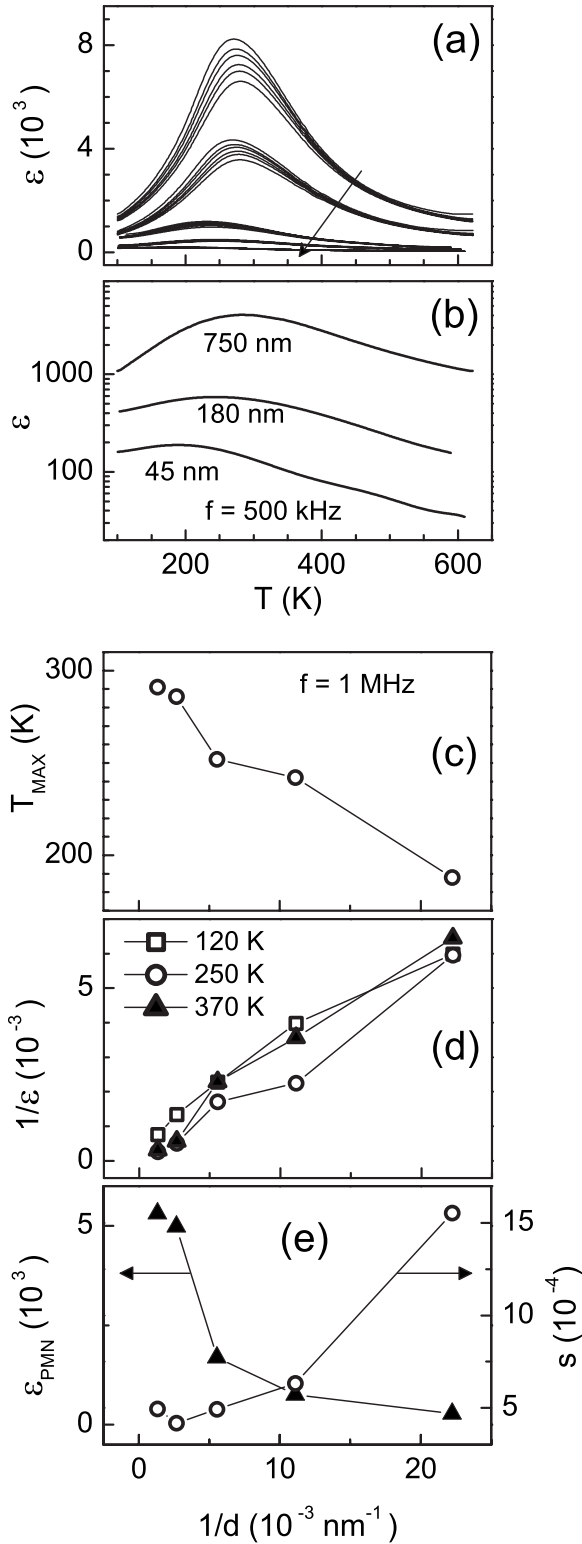 (a)
8
4
0
ε (10³)
(b)
750 nm
1000
180 nm
100
45 nm
f = 500 kHz
ε
200 400 600
T (K)
300
f = 1 MHz
(c)
T_MAX (K)
200
120 K
250 K
370 K
5
(d)
1/ε (10⁻³)
0
(e)
5
15
10
5
0
ε_PMN (10³)
s (10⁻⁴)
0 10 20
1/d (10⁻³ nm⁻¹)